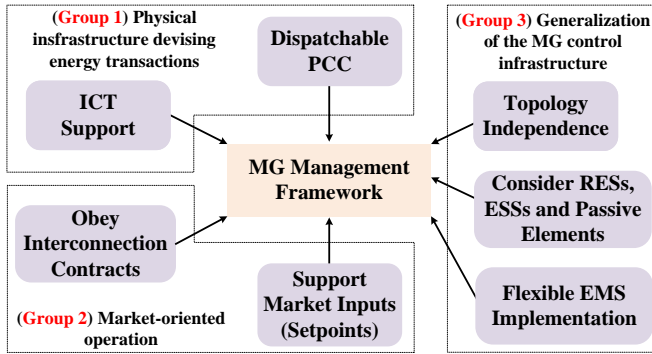 (Group 1) Physical
insfrastructure devising
energy transactions
ICT
Support
Dispatchable
PCC
(Group 3) Generalization
of the MG control
infrastructure
Topology
Independence
MG Management
Framework
Consider RESs,
ESSs and Passive
Elements
Obey
Interconnection
Contracts
Support
Market Inputs
(Setpoints)
Flexible EMS
Implementation
(Group 2) Market-oriented
operation